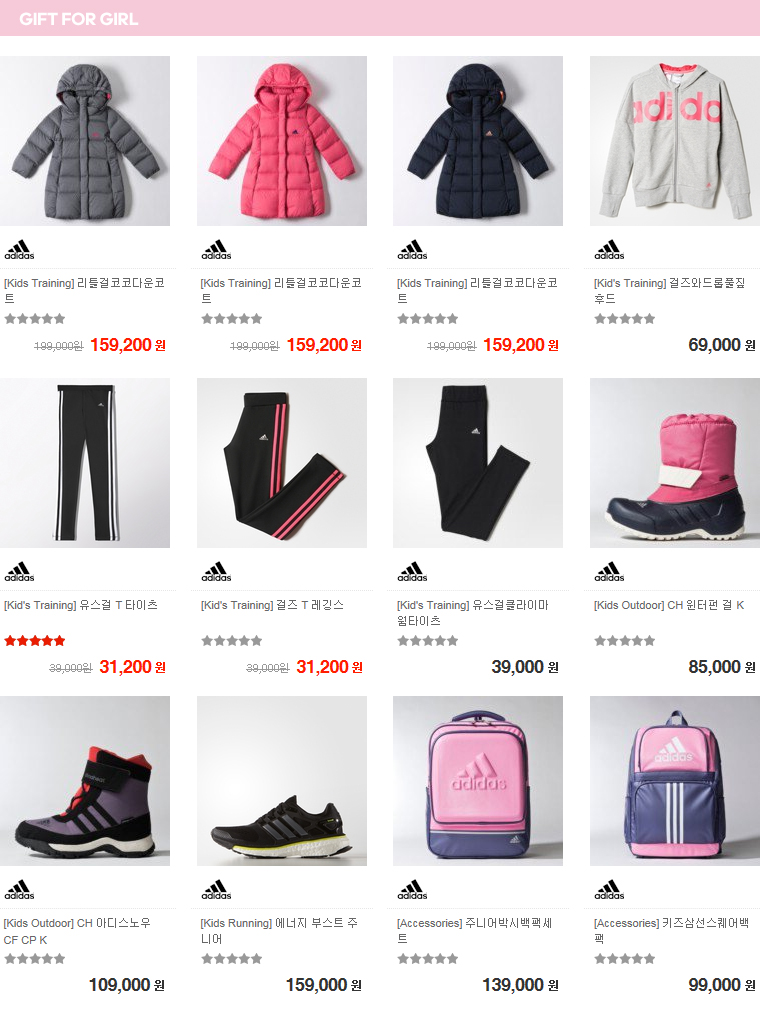 GIFT FOR GIRL
adidas
adidas
adidas
adidas
[Kids Training] 리틀걸코코다운코
트
199,000원 159,200 원
[Kids Training] 리틀걸코코다운코
트
199,000원 159,200 원
[Kids Training] 리틀걸코코다운코
트
199,000원 159,200 원
[Kid's Training] 걸즈와드롭풀짚
후드
69,000 원
adidas
adidas
adidas
adidas
[Kid's Training] 유스걸 T 타이츠
39,000원 31,200 원
[Kid's Training] 걸즈 T 레깅스
39,000원 31,200 원
[Kid's Training] 유스걸클라이마
웜타이츠
39,000 원
[Kids Outdoor] CH 윈터펀 걸 K
85,000 원
adidas
adidas
adidas
adidas
adidas
adidas
[Kids Outdoor] CH 아디스노우
CF CP K
109,000 원
[Kids Running] 에너지 부스트 주
니어
159,000 원
[Accessories] 주니어박시백팩세
트
139,000 원
[Accessories] 키즈삼선스퀘어백
팩
99,000 원